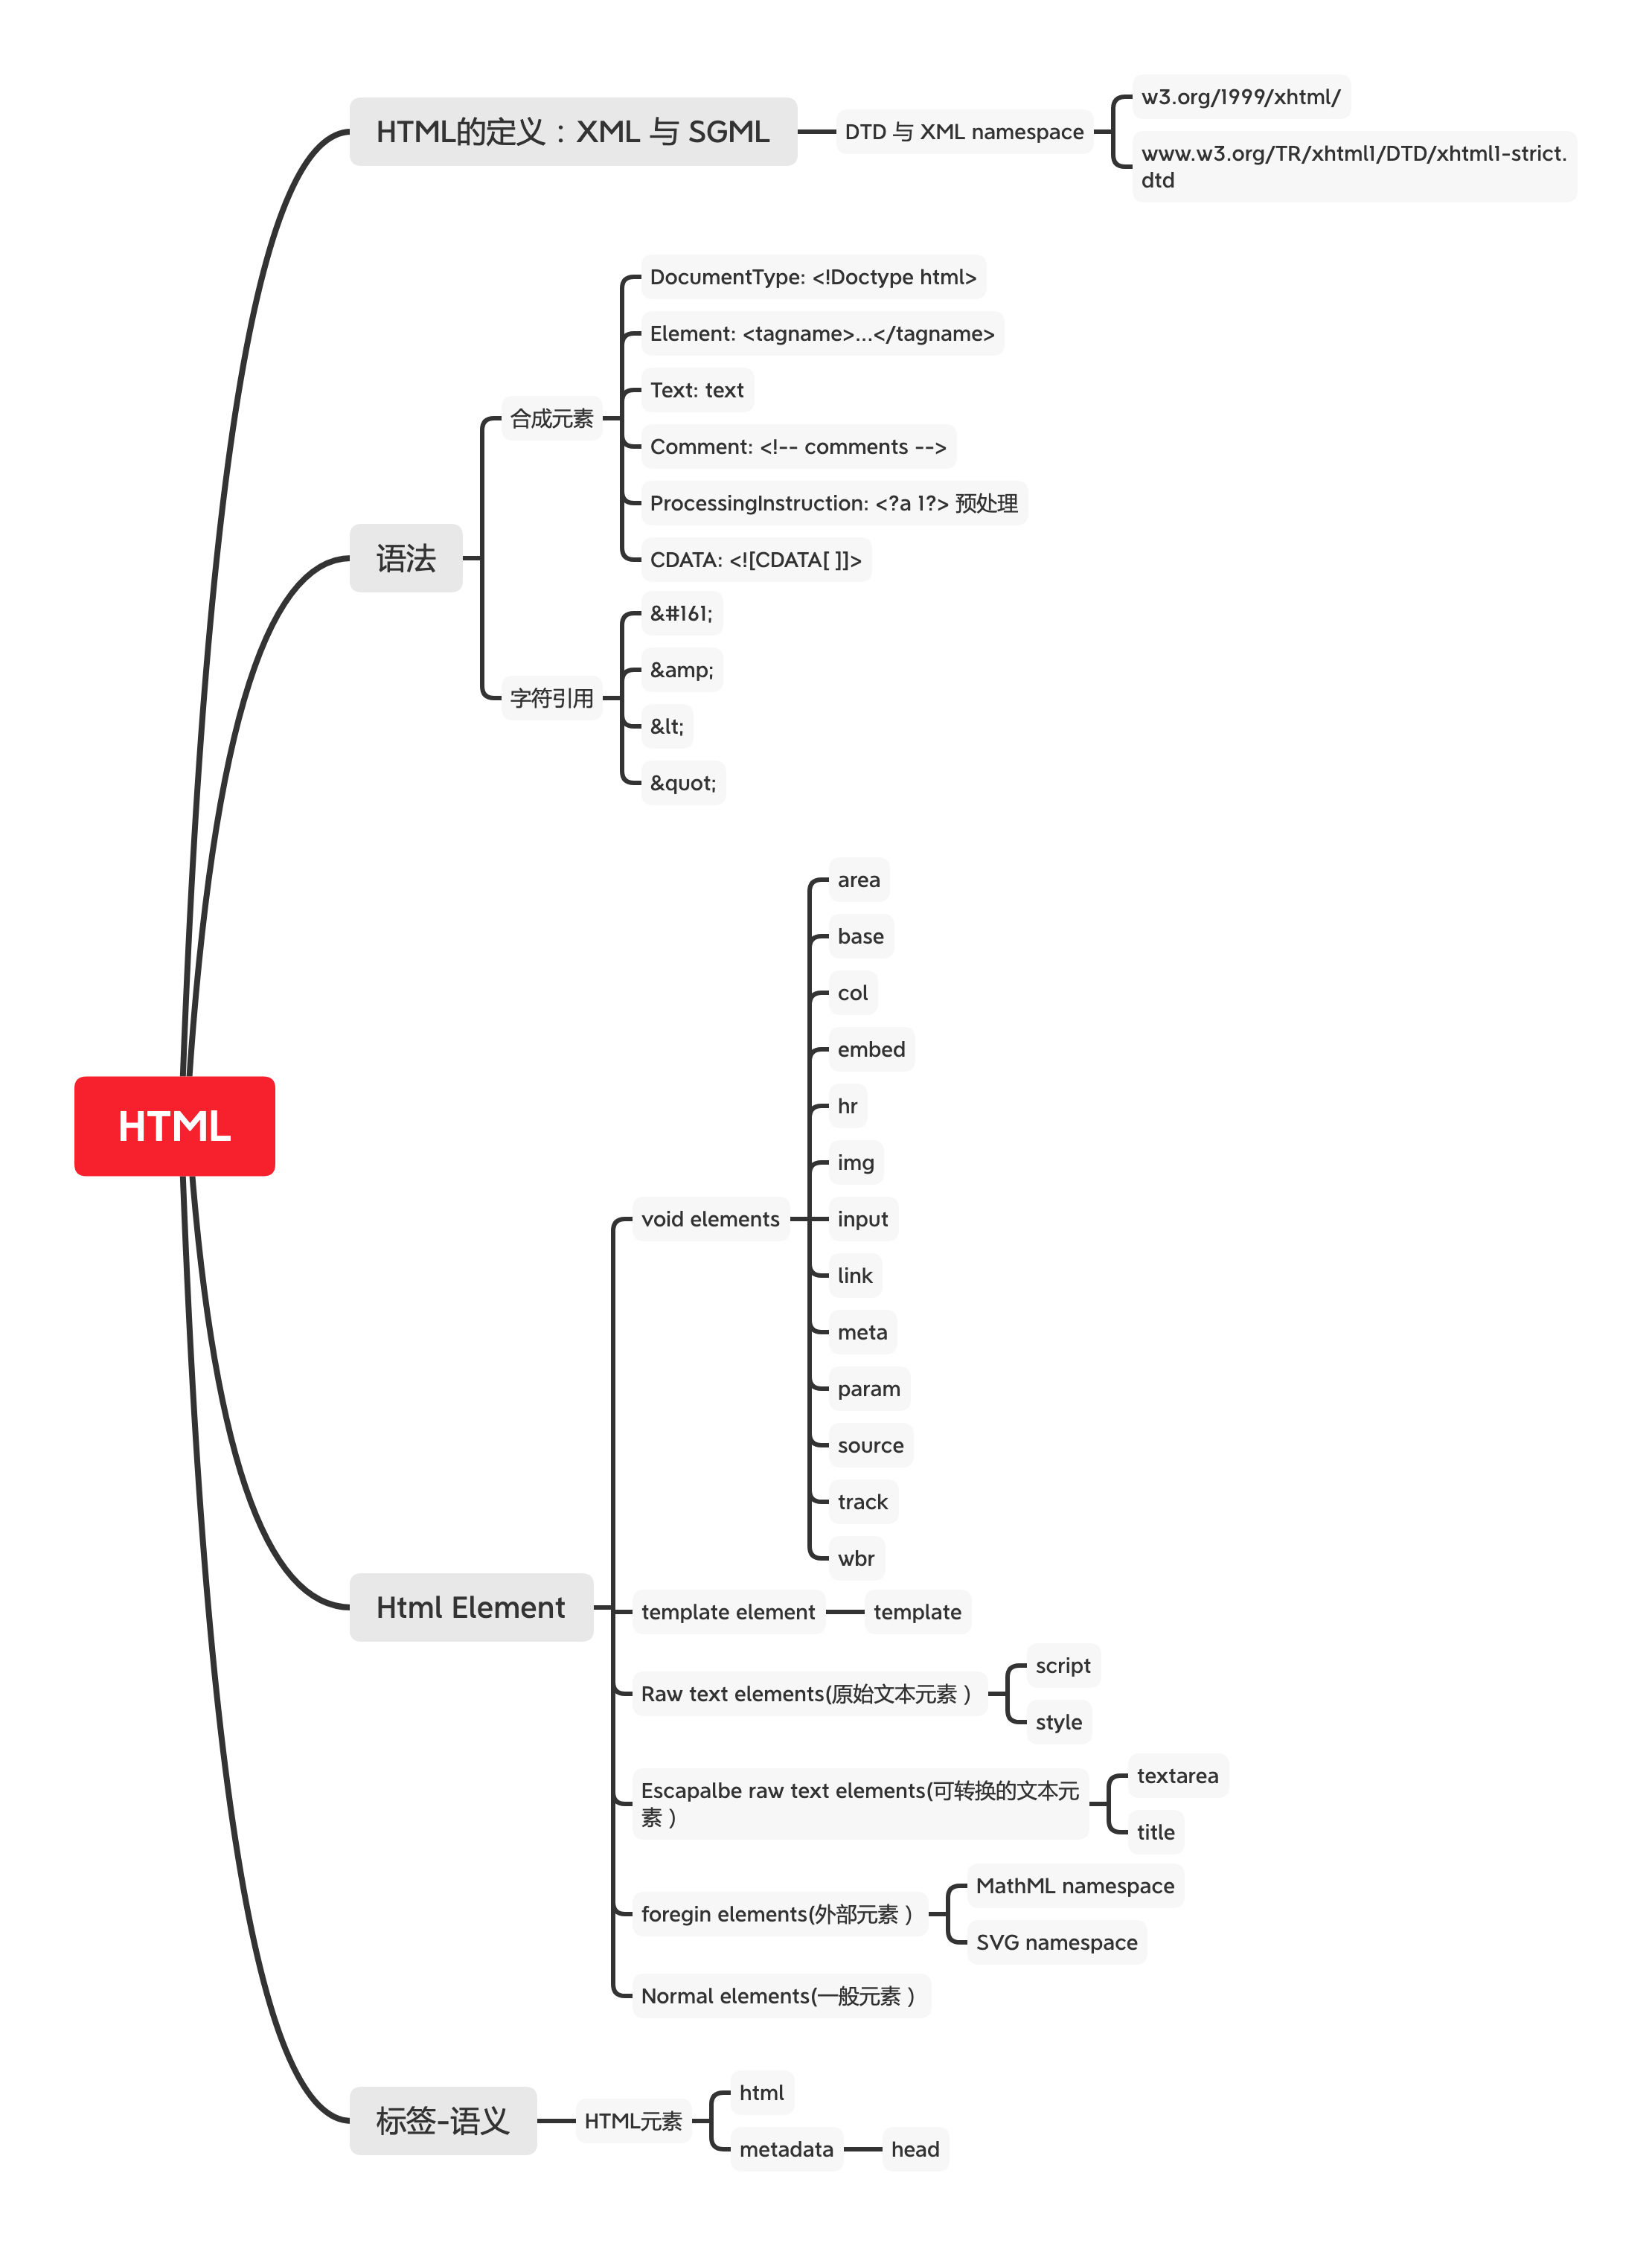 HTML
HTML的定义：XML 与 SGML
DTD 与 XML namespace
w3.org/1999/xhtml/
www.w3.org/TR/xhtml1/DTD/xhtml1-strict.
dtd
语法
合成元素
DocumentType: <!Doctype html>
Element: <tagname>...</tagname>
Text: text
Comment: <!-- comments -->
ProcessingInstruction: <?a 1?> 预处理
CDATA: <![CDATA[ ]]>
字符引用
&#161;
&amp;
&lt;
&quot;
Html Element
void elements
area
base
col
embed
hr
img
input
link
meta
param
source
track
wbr
template element
template
Raw text elements(原始文本元素）
script
style
Escapalbe raw text elements(可转换的文本元
素）
textarea
title
foregin elements(外部元素）
MathML namespace
SVG namespace
Normal elements(一般元素）
标签-语义
HTML元素
html
metadata
head